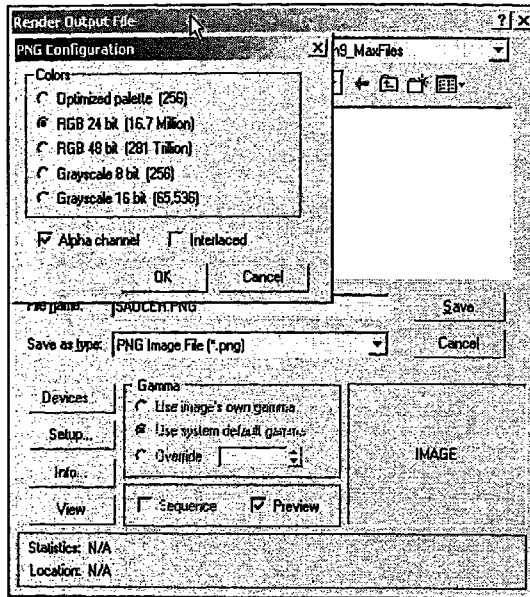 Render Output File
PNG Configuration
Colors
Optimized palette (256)
RGB 24 bit (16.7 Million)
RGB 48 bit (281 Trillion)
Grayscale 8 bit (256)
Grayscale 16 bit (65,536)
Alpha channel Interlaced
OK Cancel
n9_MaxFiles
File name: SAUCER.PNG Save
Save as type: PNG Image File (*.png) Cancel
Devices...
Setup...
Info...
View
Gamma
Use image's own gamma
Use system default gamma
Override
Sequence Preview
IMAGE
Statistics: N/A
Location: N/A